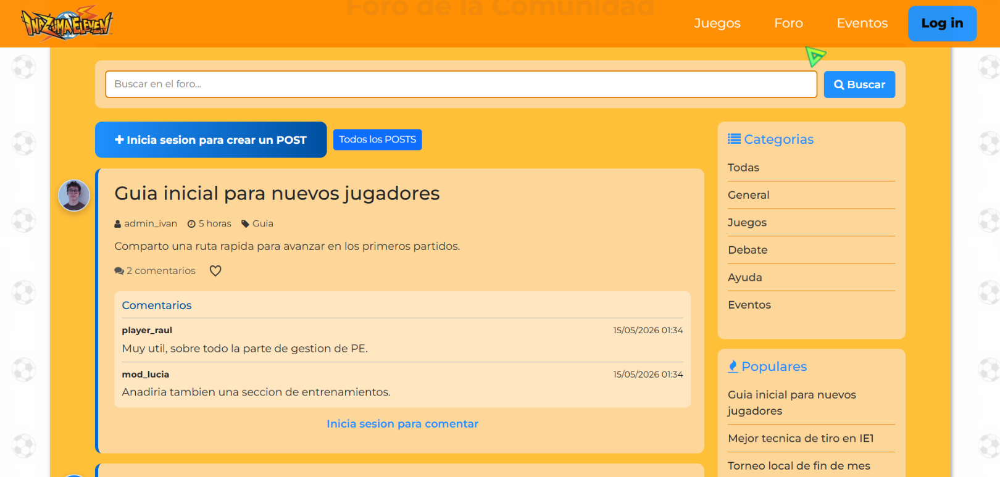 Foro de la Comunidad
INAZUMA ELEVEN
Juegos
Foro
Eventos
Log in
Buscar en el foro...
Buscar
Inicia sesion para crear un POST
Todos los POSTS
Guia inicial para nuevos jugadores
admin_ivan 5 horas Guia
Comparto una ruta rapida para avanzar en los primeros partidos.
2 comentarios
Comentarios
player_raul 15/05/2026 01:34
Muy util, sobre todo la parte de gestion de PE.
mod_lucia 15/05/2026 01:34
Anadiria tambien una seccion de entrenamientos.
Inicia sesion para comentar
Categorias
Todas
General
Juegos
Debate
Ayuda
Eventos
Populares
Guia inicial para nuevos
jugadores
Mejor tecnica de tiro en IE1
Torneo local de fin de mes